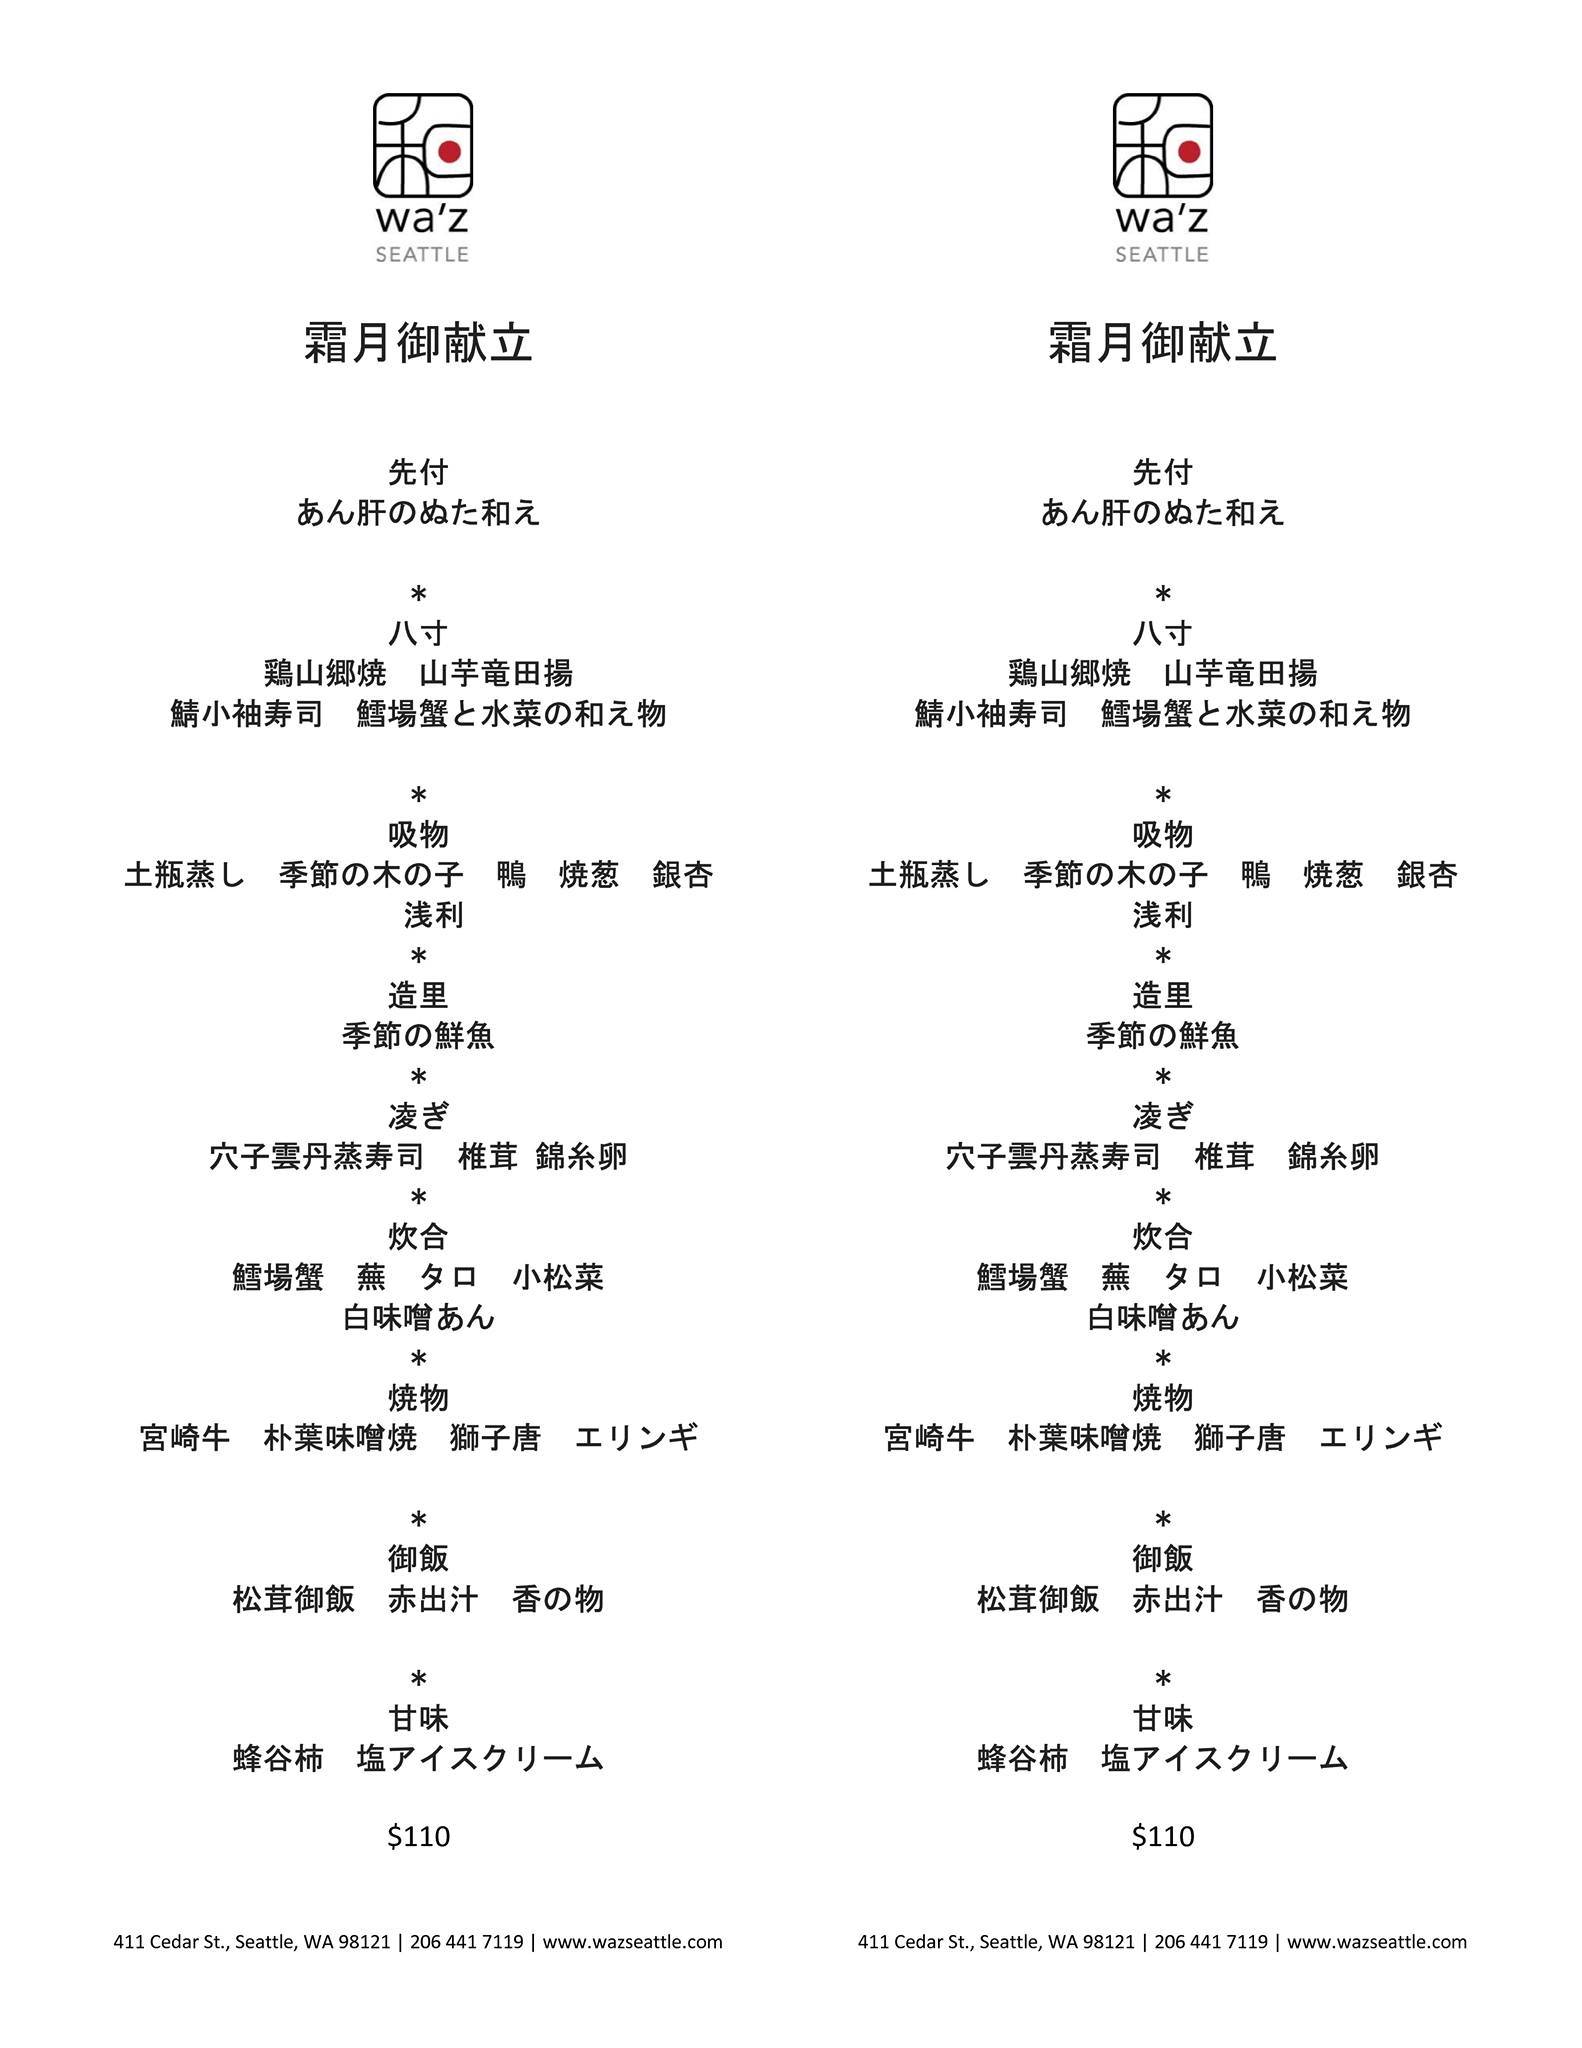 wa'z
SEATTLE
霜月御献立
先付
あん肝のぬた和え
*
八寸
鶏山郷焼　山芋竜田揚
鯖小袖寿司　鱈場蟹と水菜の和え物
*
吸物
土瓶蒸し　季節の木の子　鴨　焼葱　銀杏
浅利
*
造里
季節の鮮魚
*
凌ぎ
穴子雲丹蒸寿司　椎茸 錦糸卵
*
炊合
鱈場蟹　蕪　タロ　小松菜
白味噌あん
*
焼物
宮崎牛　朴葉味噌焼　獅子唐　エリンギ
*
御飯
松茸御飯　赤出汁　香の物
*
甘味
蜂谷柿　塩アイスクリーム
$110
411 Cedar St., Seattle, WA 98121 | 206 441 7119 | www.wazseattle.com
wa'z
SEATTLE
霜月御献立
先付
あん肝のぬた和え
*
八寸
鶏山郷焼　山芋竜田揚
鯖小袖寿司　鱈場蟹と水菜の和え物
*
吸物
土瓶蒸し　季節の木の子　鴨　焼葱　銀杏
浅利
*
造里
季節の鮮魚
*
凌ぎ
穴子雲丹蒸寿司　椎茸　錦糸卵
*
炊合
鱈場蟹　蕪　タロ　小松菜
白味噌あん
*
焼物
宮崎牛　朴葉味噌焼　獅子唐　エリンギ
*
御飯
松茸御飯　赤出汁　香の物
*
甘味
蜂谷柿　塩アイスクリーム
$110
411 Cedar St., Seattle, WA 98121 | 206 441 7119 | www.wazseattle.com